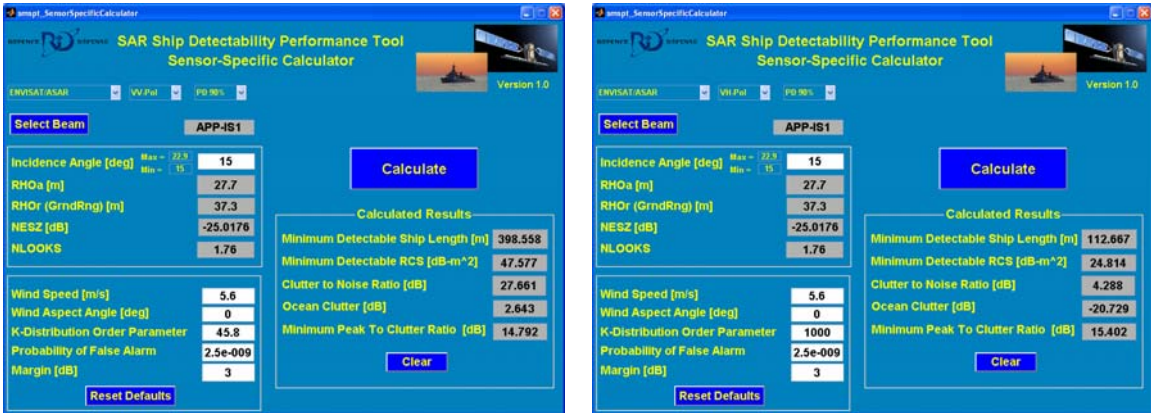 smspt_SensorSpecificCalculator
DEFENCE R&D DEFENSE
SAR Ship Detectability Performance Tool
Sensor-Specific Calculator
Version 1.0
ENVISAT/ASAR VV-Pol PD 90%
Select Beam APP-IS1
Incidence Angle [deg] Max = 22.9 Min = 15 15
RHOa [m] 27.7
RHOr (GrndRng) [m] 37.3
NESZ [dB] -25.0176
NLOOKS 1.76
Wind Speed [m/s] 5.6
Wind Aspect Angle [deg] 0
K-Distribution Order Parameter 45.8
Probability of False Alarm 2.5e-009
Margin [dB] 3
Reset Defaults
Calculate
Calculated Results
Minimum Detectable Ship Length [m] 398.558
Minimum Detectable RCS [dB-m^2] 47.577
Clutter to Noise Ratio [dB] 27.661
Ocean Clutter [dB] 2.643
Minimum Peak To Clutter Ratio [dB] 14.792
Clear
smspt_SensorSpecificCalculator
DEFENCE R&D DEFENSE
SAR Ship Detectability Performance Tool
Sensor-Specific Calculator
Version 1.0
ENVISAT/ASAR VH-Pol PD 90%
Select Beam APP-IS1
Incidence Angle [deg] Max = 22.9 Min = 15 15
RHOa [m] 27.7
RHOr (GrndRng) [m] 37.3
NESZ [dB] -25.0176
NLOOKS 1.76
Wind Speed [m/s] 5.6
Wind Aspect Angle [deg] 0
K-Distribution Order Parameter 1000
Probability of False Alarm 2.5e-009
Margin [dB] 3
Reset Defaults
Calculate
Calculated Results
Minimum Detectable Ship Length [m] 112.667
Minimum Detectable RCS [dB-m^2] 24.814
Clutter to Noise Ratio [dB] 4.288
Ocean Clutter [dB] -20.729
Minimum Peak To Clutter Ratio [dB] 15.402
Clear